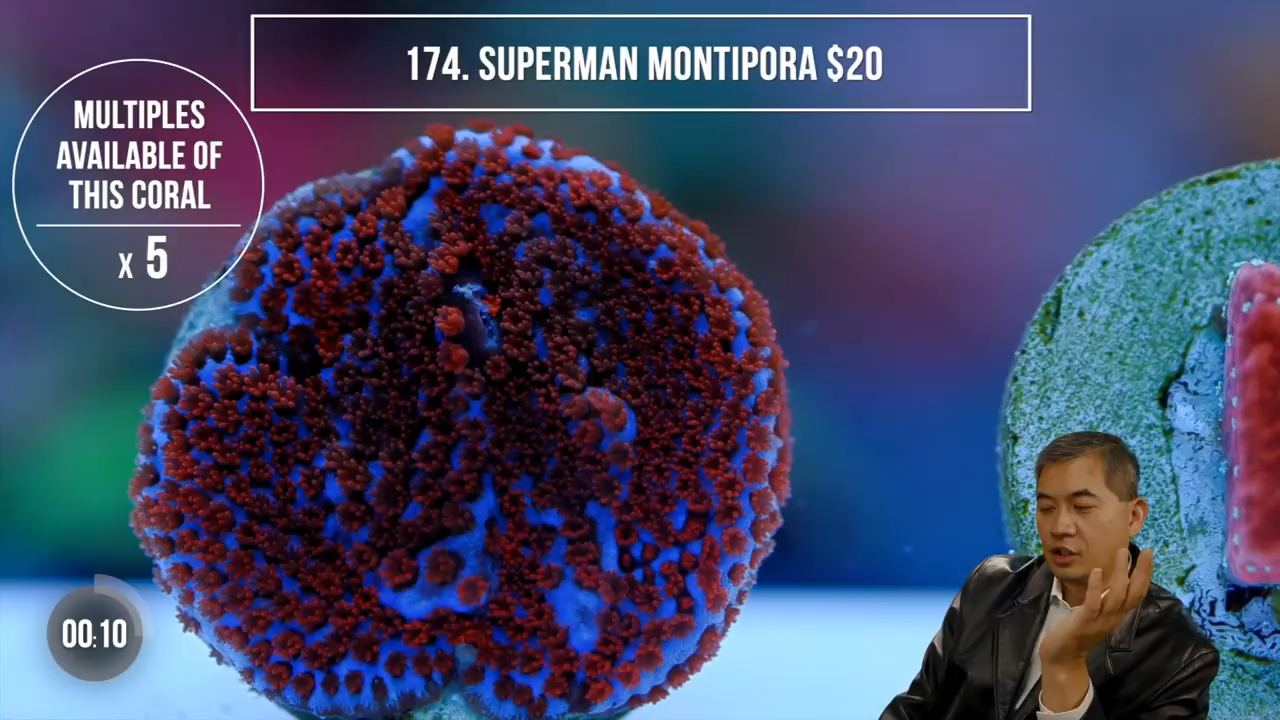 174. SUPERMAN MONTIPORA $20
MULTIPLES
AVAILABLE OF
THIS CORAL
x 5
00:10